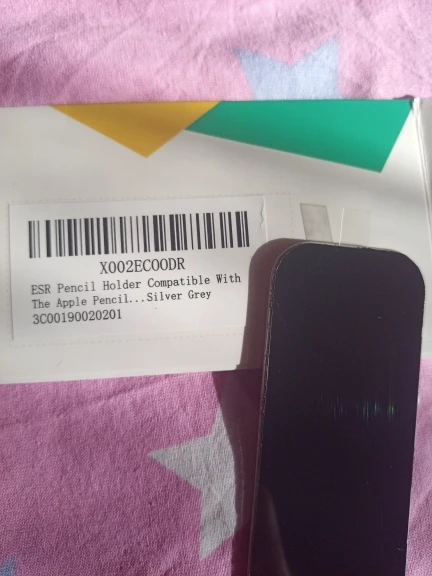 X002ECOODR
ESR Pencil Holder Compatible With
The Apple Pencil...Silver Grey
3C00190020201